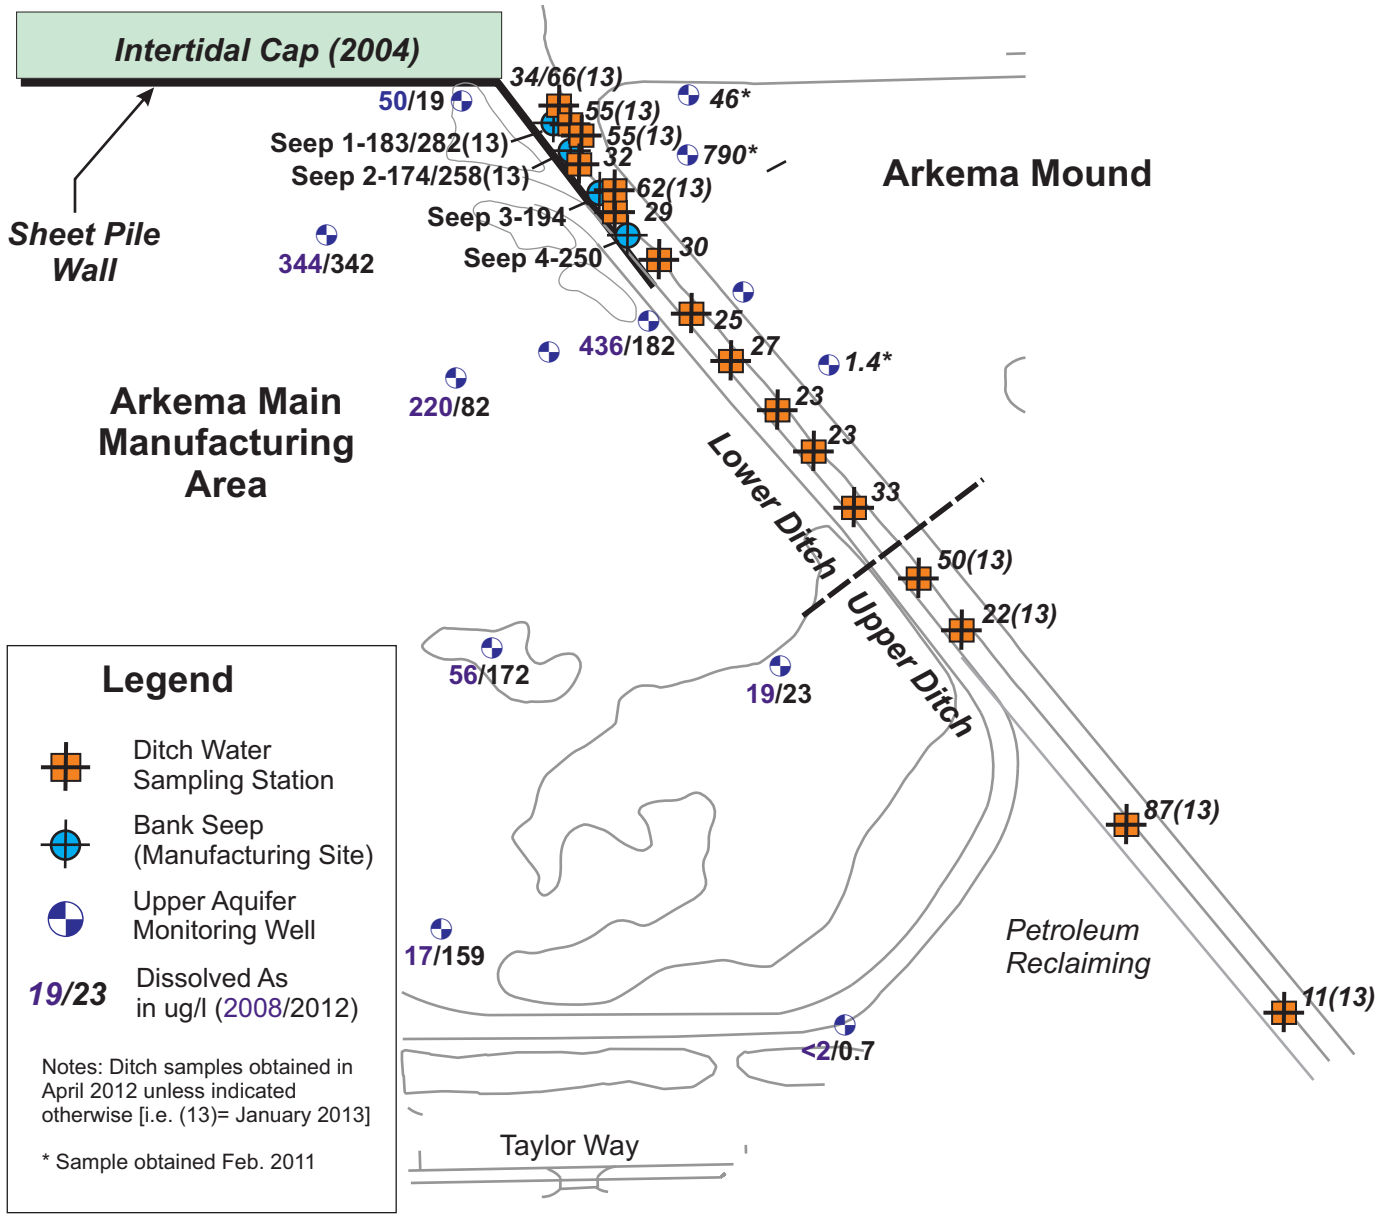 Intertidal Cap (2004)
34/66(13)
50/19
46*
55(13)
Seep 1-183/282(13)
55(13)
32
790*
Arkema Mound
Seep 2-174/258(13)
62(13)
Seep 3-194
29
Sheet Pile
Wall
30
Seep 4-250
344/342
25
436/182
27
1.4*
220/82
23
Arkema Main
Manufacturing
Area
23
Lower Ditch
33
50(13)
Upper Ditch
22(13)
56/172
19/23
87(13)
Petroleum
Reclaiming
17/159
11(13)
<2/0.7
Taylor Way
Legend
Ditch Water
Sampling Station
Bank Seep
(Manufacturing Site)
Upper Aquifer
Monitoring Well
19/23
Dissolved As
in ug/l (2008/2012)
Notes: Ditch samples obtained in
April 2012 unless indicated
otherwise [i.e. (13)= January 2013]
* Sample obtained Feb. 2011